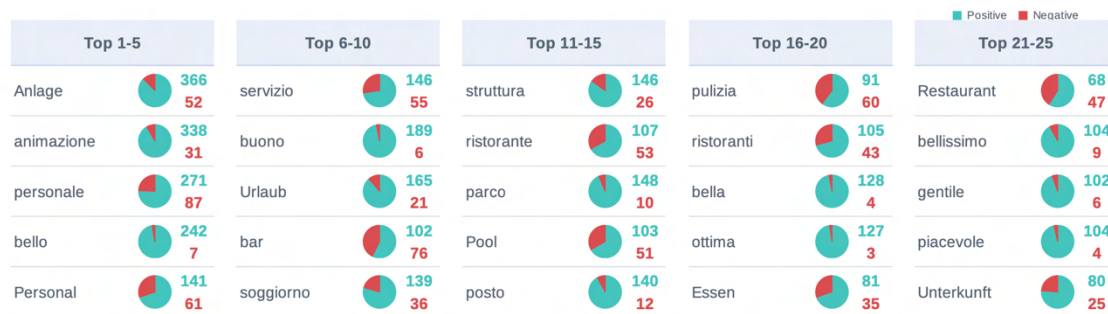 Positive Negative
Top 1-5 Top 6-10 Top 11-15 Top 16-20 Top 21-25
Anlage 366 52 servizio 146 55 struttura 146 26 pulizia 91 60 Restaurant 68 47
animazione 338 31 buono 189 6 ristorante 107 53 ristoranti 105 43 bellissimo 104 9
personale 271 87 Urlaub 165 21 parco 148 10 bella 128 4 gentile 102 6
bello 242 7 bar 102 76 Pool 103 51 ottima 127 3 piacevole 104 4
Personal 141 61 soggiorno 139 36 posto 140 12 Essen 81 35 Unterkunft 80 25